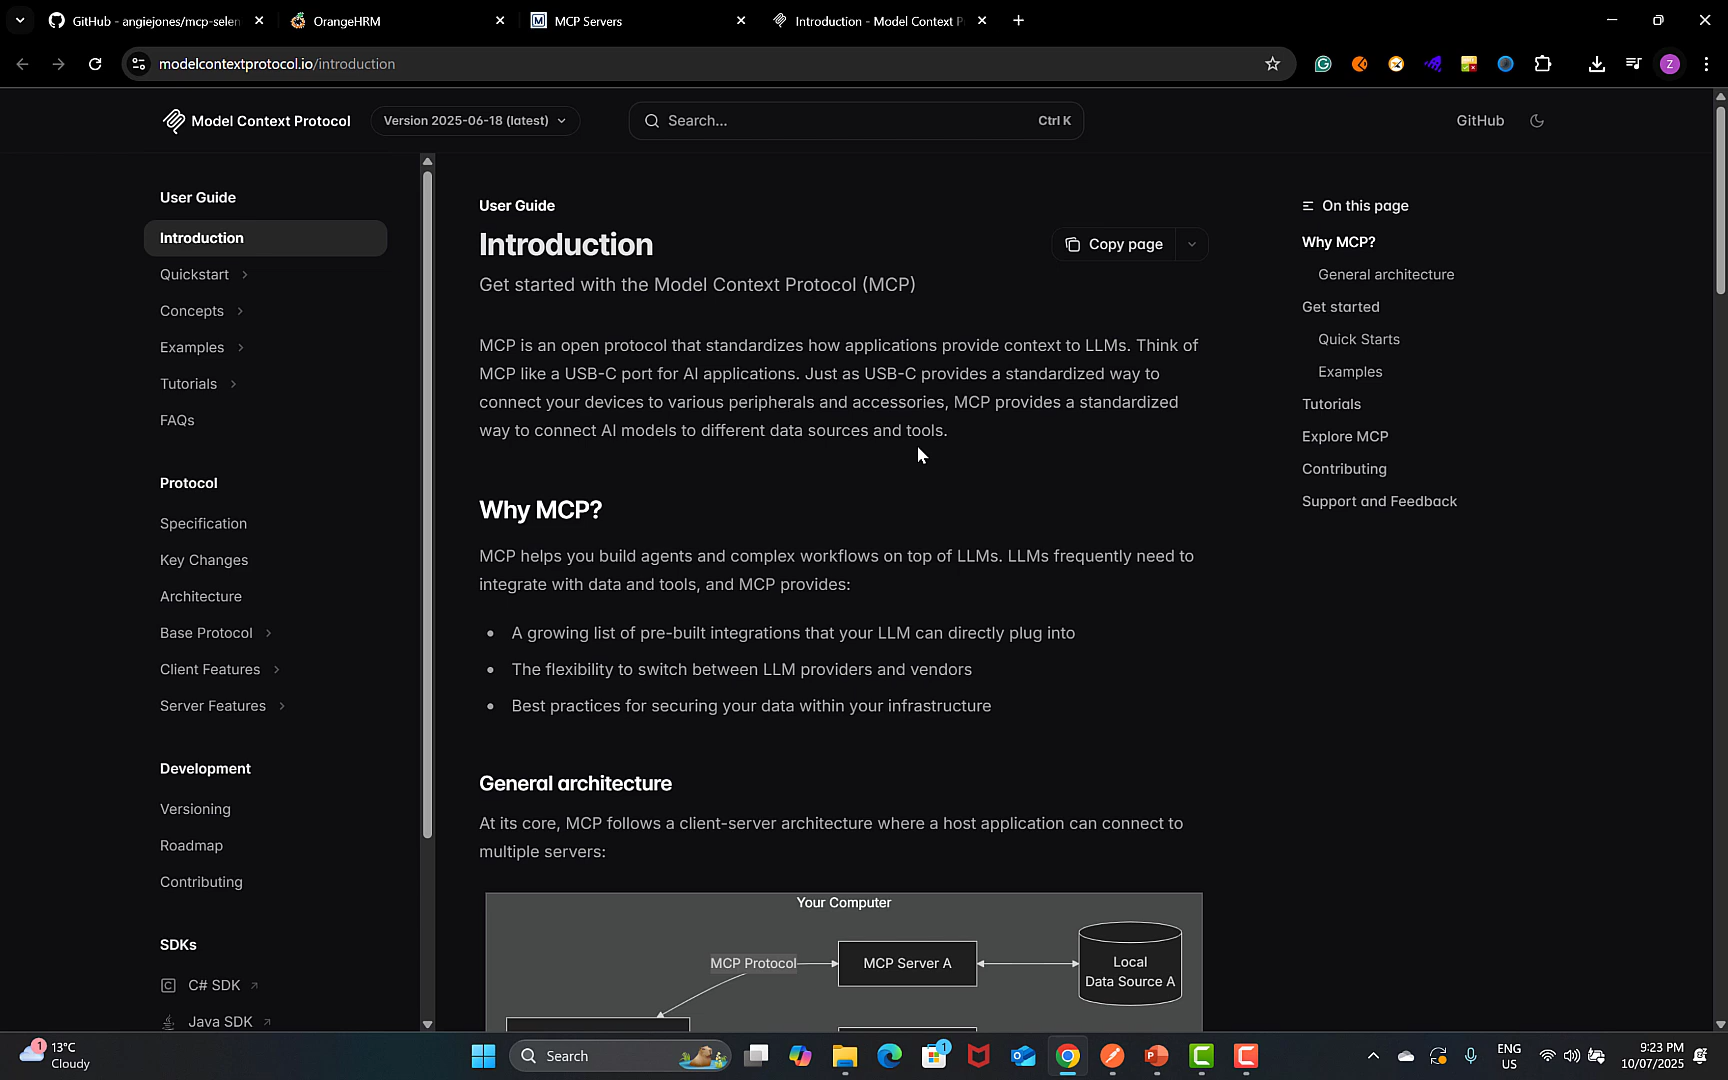 GitHub - angiejones/mcp-selen
OrangeHRM
MCP Servers
Introduction - Model Context P
modelcontextprotocol.io/introduction
Z
Model Context Protocol
Version 2025-06-18 (latest)
Search...
Ctrl K
GitHub
User Guide
Introduction
Quickstart
Concepts
Examples
Tutorials
FAQs
Protocol
Specification
Key Changes
Architecture
Base Protocol
Client Features
Server Features
Development
Versioning
Roadmap
Contributing
SDKs
C# SDK
Java SDK
User Guide
Introduction
Copy page
Get started with the Model Context Protocol (MCP)
MCP is an open protocol that standardizes how applications provide context to LLMs. Think of
MCP like a USB-C port for AI applications. Just as USB-C provides a standardized way to
connect your devices to various peripherals and accessories, MCP provides a standardized
way to connect AI models to different data sources and tools.
Why MCP?
MCP helps you build agents and complex workflows on top of LLMs. LLMs frequently need to
integrate with data and tools, and MCP provides:
• A growing list of pre-built integrations that your LLM can directly plug into
• The flexibility to switch between LLM providers and vendors
• Best practices for securing your data within your infrastructure
General architecture
At its core, MCP follows a client-server architecture where a host application can connect to
multiple servers:
Your Computer
MCP Protocol
MCP Server A
Local
Data Source A
On this page
Why MCP?
General architecture
Get started
Quick Starts
Examples
Tutorials
Explore MCP
Contributing
Support and Feedback
1
13°C
Cloudy
Search
1
ENG
US
9:23 PM
10/07/2025